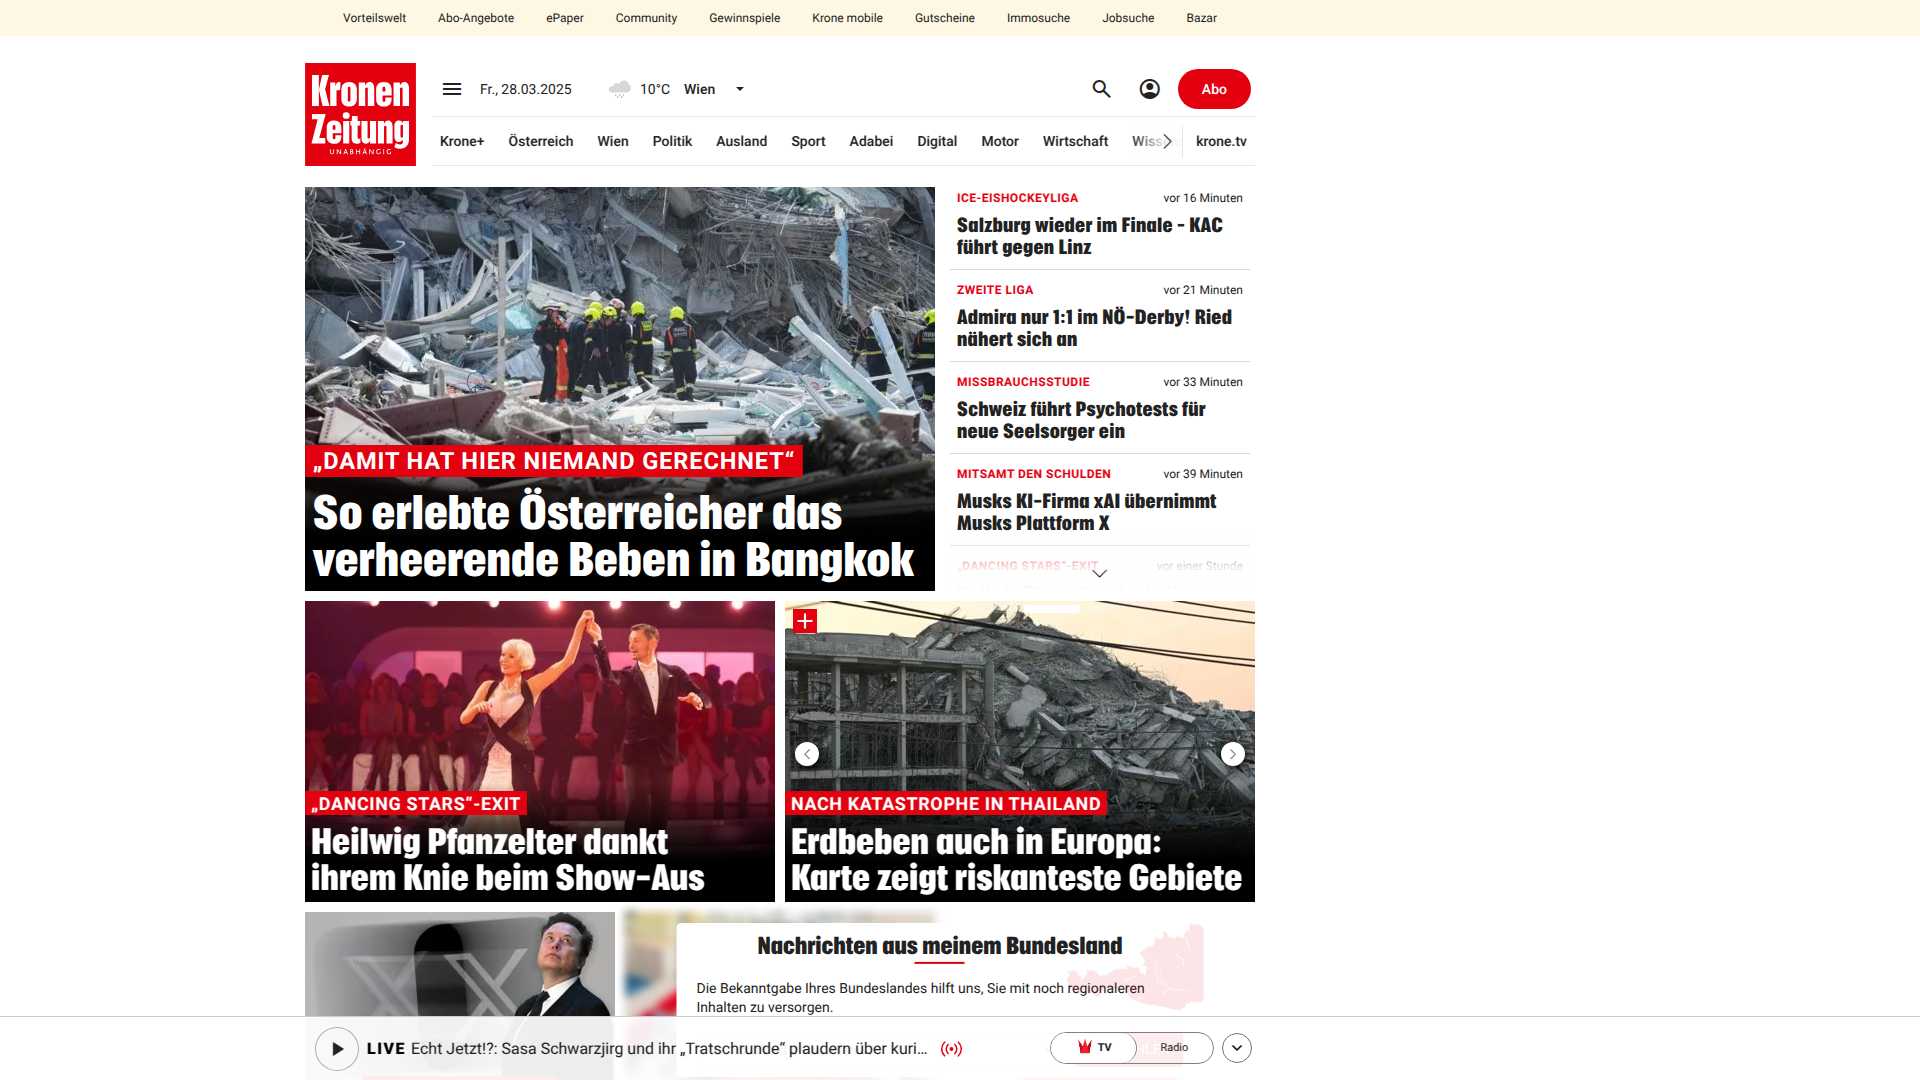 Vorteilswelt Abo-Angebote ePaper Community Gewinnspiele Krone mobile Gutscheine Immosuche Jobsuche Bazar
Kronen
Zeitung
UNABHÄNGIG
Fr., 28.03.2025 10°C Wien Abo
Krone+ Österreich Wien Politik Ausland Sport Adabei Digital Motor Wirtschaft Wiss krone.tv
„DAMIT HAT HIER NIEMAND GERECHNET“
So erlebte Österreicher das
verheerende Beben in Bangkok
ICE-EISHOCKEYLIGA vor 16 Minuten
Salzburg wieder im Finale – KAC
führt gegen Linz
ZWEITE LIGA vor 21 Minuten
Admira nur 1:1 im NÖ-Derby! Ried
nähert sich an
MISSBRAUCHSSTUDIE vor 33 Minuten
Schweiz führt Psychotests für
neue Seelsorger ein
MITSAMT DEN SCHULDEN vor 39 Minuten
Musks KI-Firma xAI übernimmt
Musks Plattform X
„DANCING STARS“-EXIT vor einer Stunde
„DANCING STARS“-EXIT
Heilwig Pfanzelter dankt
ihrem Knie beim Show-Aus
NACH KATASTROPHE IN THAILAND
Erdbeben auch in Europa:
Karte zeigt riskanteste Gebiete
Nachrichten aus meinem Bundesland
Die Bekanntgabe Ihres Bundeslandes hilft uns, Sie mit noch regionaleren
Inhalten zu versorgen.
LIVE Echt Jetzt!?: Sasa Schwarzjirg und ihr „Tratschrunde“ plaudern über kuri... TV Radio